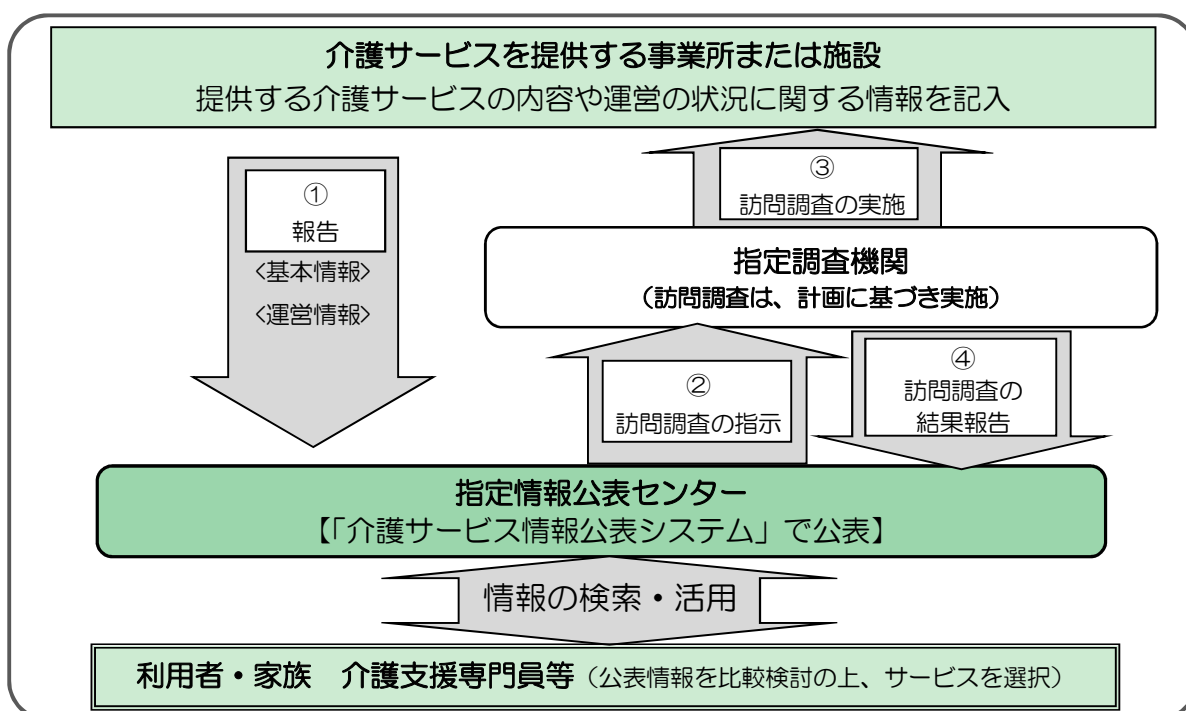 介護サービスを提供する事業所または施設
提供する介護サービスの内容や運営の状況に関する情報を記入
①
報告
<基本情報>
<運営情報>
③
訪問調査の実施
指定調査機関
(訪問調査は、計画に基づき実施)
②
訪問調査の指示
④
訪問調査の
結果報告
指定情報公表センター
【「介護サービス情報公表システム」で公表】
情報の検索・活用
利用者・家族　介護支援専門員等（公表情報を比較検討の上、サービスを選択）